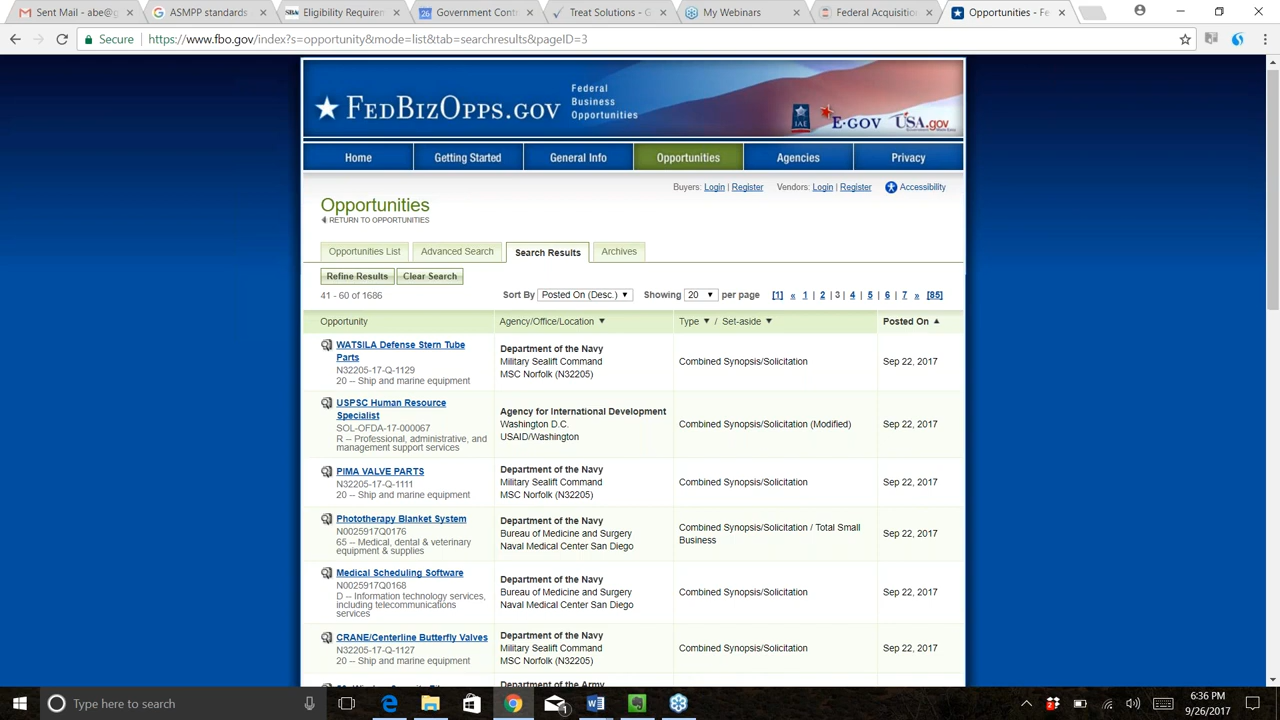 Sent Mail - abe@g
ASMPP standards
SBA Eligibility Requirem
26 Government Contr
Treat Solutions - G
My Webinars
Federal Acquisition
Opportunities - Fe
Secure https://www.fbo.gov/index?s=opportunity&mode=list&tab=searchresults&pageID=3
FEDBIZOPPS.GOV
Federal
Business
Opportunities
IAE
E-GOV
USA.gov
Home
Getting Started
General Info
Opportunities
Agencies
Privacy
Buyers: Login | Register
Vendors: Login | Register
Accessibility
Opportunities
RETURN TO OPPORTUNITIES
Opportunities List
Advanced Search
Search Results
Archives
Refine Results
Clear Search
41 - 60 of 1686
Sort By Posted On (Desc.)
Showing 20 per page
[1] « 1 | 2 | 3 | 4 | 5 | 6 | 7 » [85]
Opportunity
Agency/Office/Location
Type / Set-aside
Posted On
WATSILA Defense Stern Tube
Parts
N32205-17-Q-1129
20 -- Ship and marine equipment
Department of the Navy
Military Sealift Command
MSC Norfolk (N32205)
Combined Synopsis/Solicitation
Sep 22, 2017
USPSC Human Resource
Specialist
SOL-OFDA-17-000067
R -- Professional, administrative, and
management support services
Agency for International Development
Washington D.C.
USAID/Washington
Combined Synopsis/Solicitation (Modified)
Sep 22, 2017
PIMA VALVE PARTS
N32205-17-Q-1111
20 -- Ship and marine equipment
Department of the Navy
Military Sealift Command
MSC Norfolk (N32205)
Combined Synopsis/Solicitation
Sep 22, 2017
Phototherapy Blanket System
N0025917Q0176
65 -- Medical, dental & veterinary
equipment & supplies
Department of the Navy
Bureau of Medicine and Surgery
Naval Medical Center San Diego
Combined Synopsis/Solicitation / Total Small
Business
Sep 22, 2017
Medical Scheduling Software
N0025917Q0168
D -- Information technology services,
including telecommunications
services
Department of the Navy
Bureau of Medicine and Surgery
Naval Medical Center San Diego
Combined Synopsis/Solicitation
Sep 22, 2017
CRANE/Centerline Butterfly Valves
N32205-17-Q-1127
20 -- Ship and marine equipment
Department of the Navy
Military Sealift Command
MSC Norfolk (N32205)
Combined Synopsis/Solicitation
Sep 22, 2017
Department of the Army
Type here to search
1
6:36 PM
9/26/2017